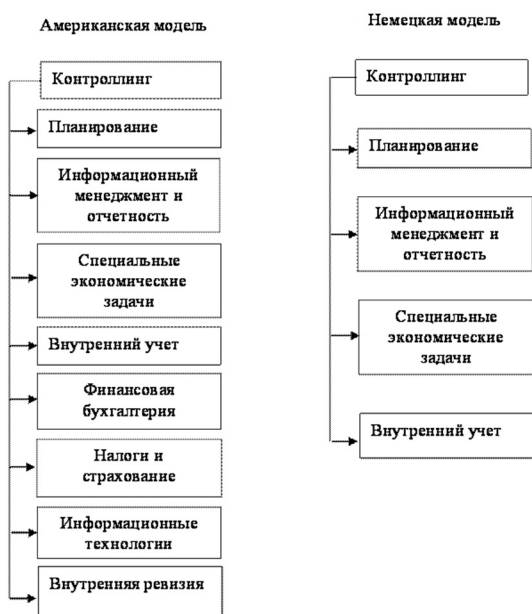 Американская модель
Контроллинг
Планирование
Информационный
менеджмент и
отчетность
Специальные
экономические
задачи
Внутренний учет
Финансовая
бухгалтерия
Налоги и
страхование
Информационные
технологии
Внутренняя ревизия
Немецкая модель
Контроллинг
Планирование
Информационный
менеджмент и
отчетность
Специальные
экономические
задачи
Внутренний учет